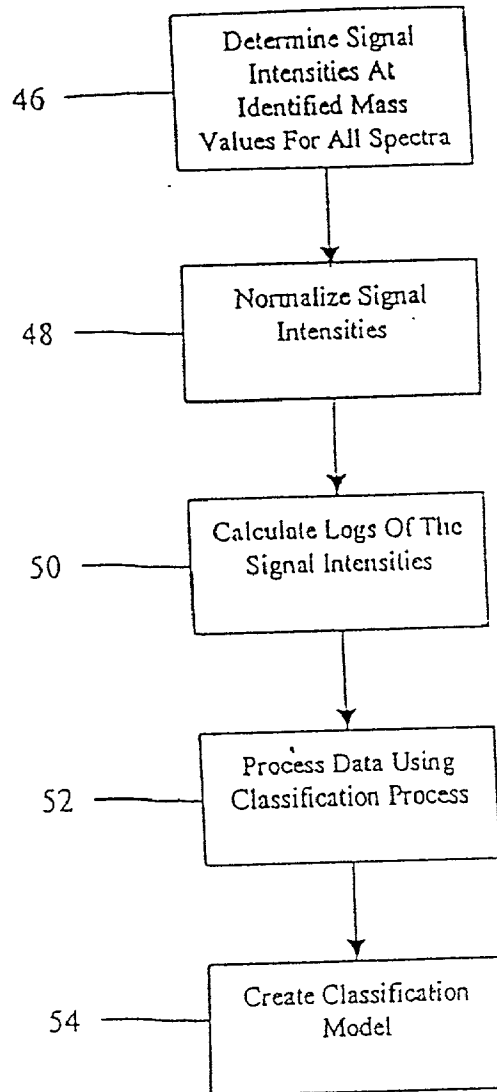 46
Determine Signal
Intensities At
Identified Mass
Values For All Spectra
48
Normalize Signal
Intensities
50
Calculate Logs Of The
Signal Intensities
52
Process Data Using
Classification Process
54
Create Classification
Model